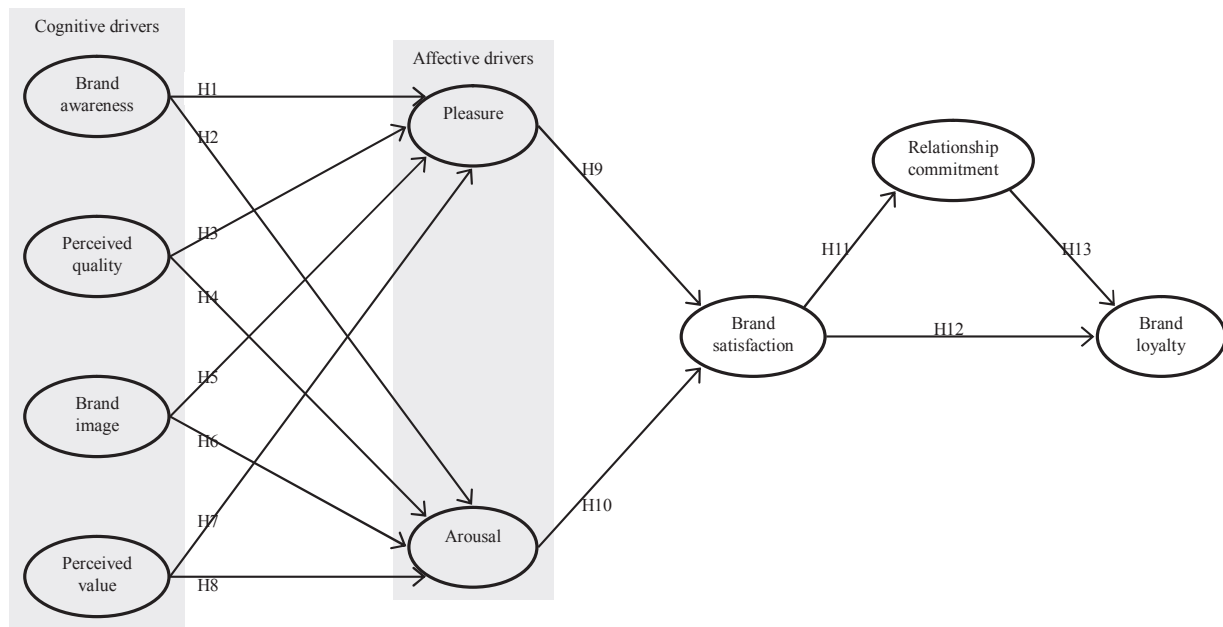 Cognitive drivers
Brand
awareness
Perceived
quality
Brand
image
Perceived
value
H1
H2
H3
H4
H5
H6
H7
H8
Affective drivers
Pleasure
Arousal
H9
H10
Brand
satisfaction
H11
H12
Relationship
commitment
H13
Brand
loyalty